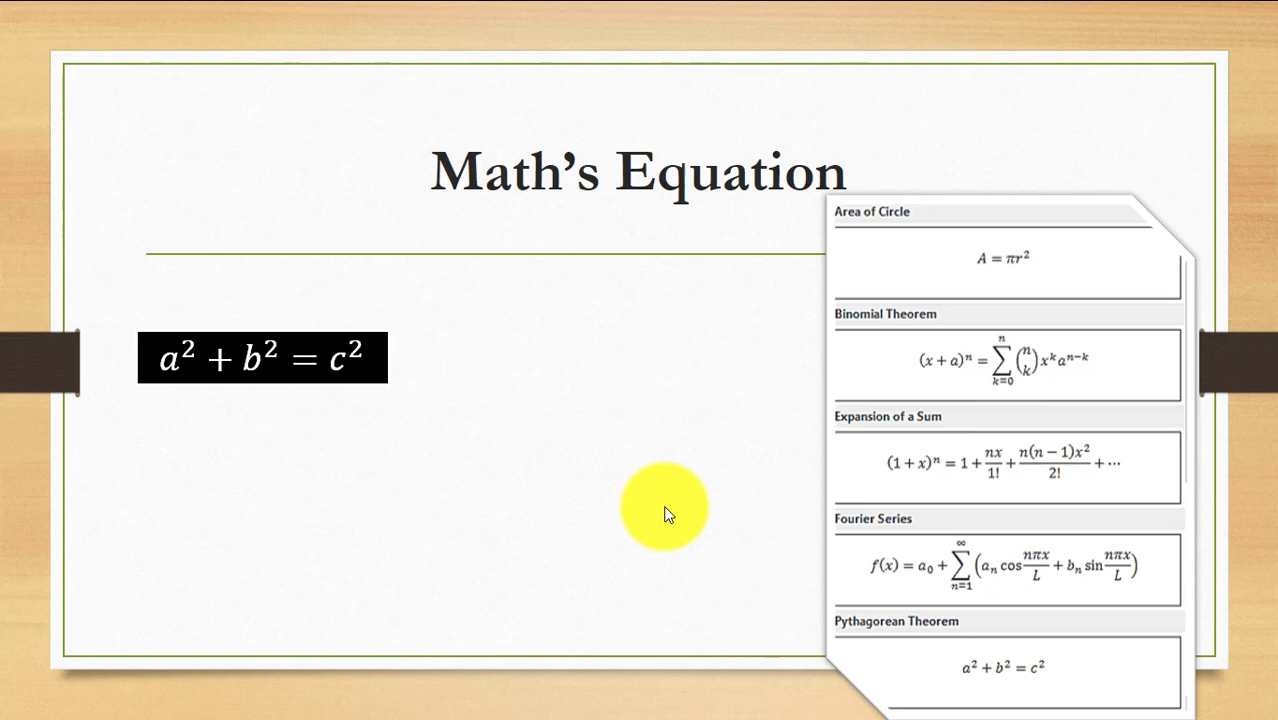 Math’s Equation
a² + b² = c²
Area of Circle
A = πr²
Binomial Theorem
(x + a)ⁿ = ∑_{k=0}^{n} (n k) xᵏaⁿ⁻ᵏ
Expansion of a Sum
(1 + x)ⁿ = 1 + nx/1! + n(n − 1)x²/2! + ⋯
Fourier Series
f(x) = a₀ + ∑_{n=1}^{∞} (aₙ cos nπx/L + bₙ sin nπx/L)
Pythagorean Theorem
a² + b² = c²